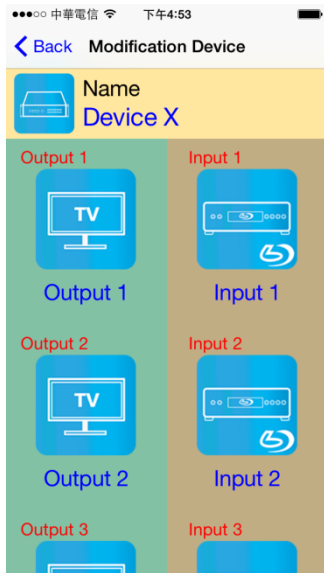 中華電信 下午4:53
Back Modification Device
Name
Device X
Output 1 Input 1
TV
Output 1 Input 1
Output 2 Input 2
TV
Output 2 Input 2
Output 3 Input 3